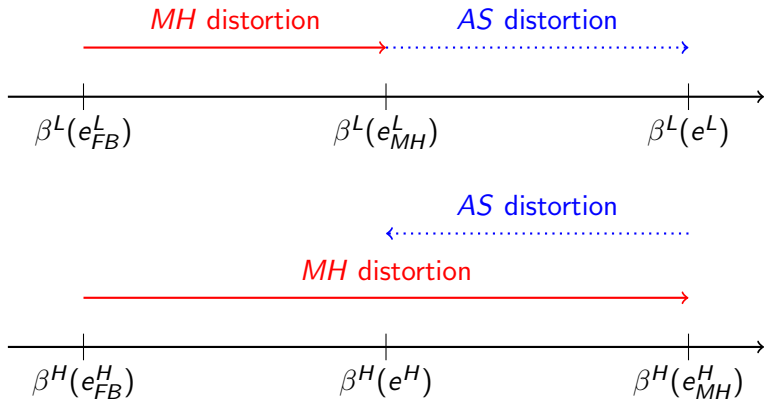 MH distortion AS distortion
β^L(e^L_FB) β^L(e^L_MH) β^L(e^L)
AS distortion
MH distortion
β^H(e^H_FB) β^H(e^H) β^H(e^H_MH)